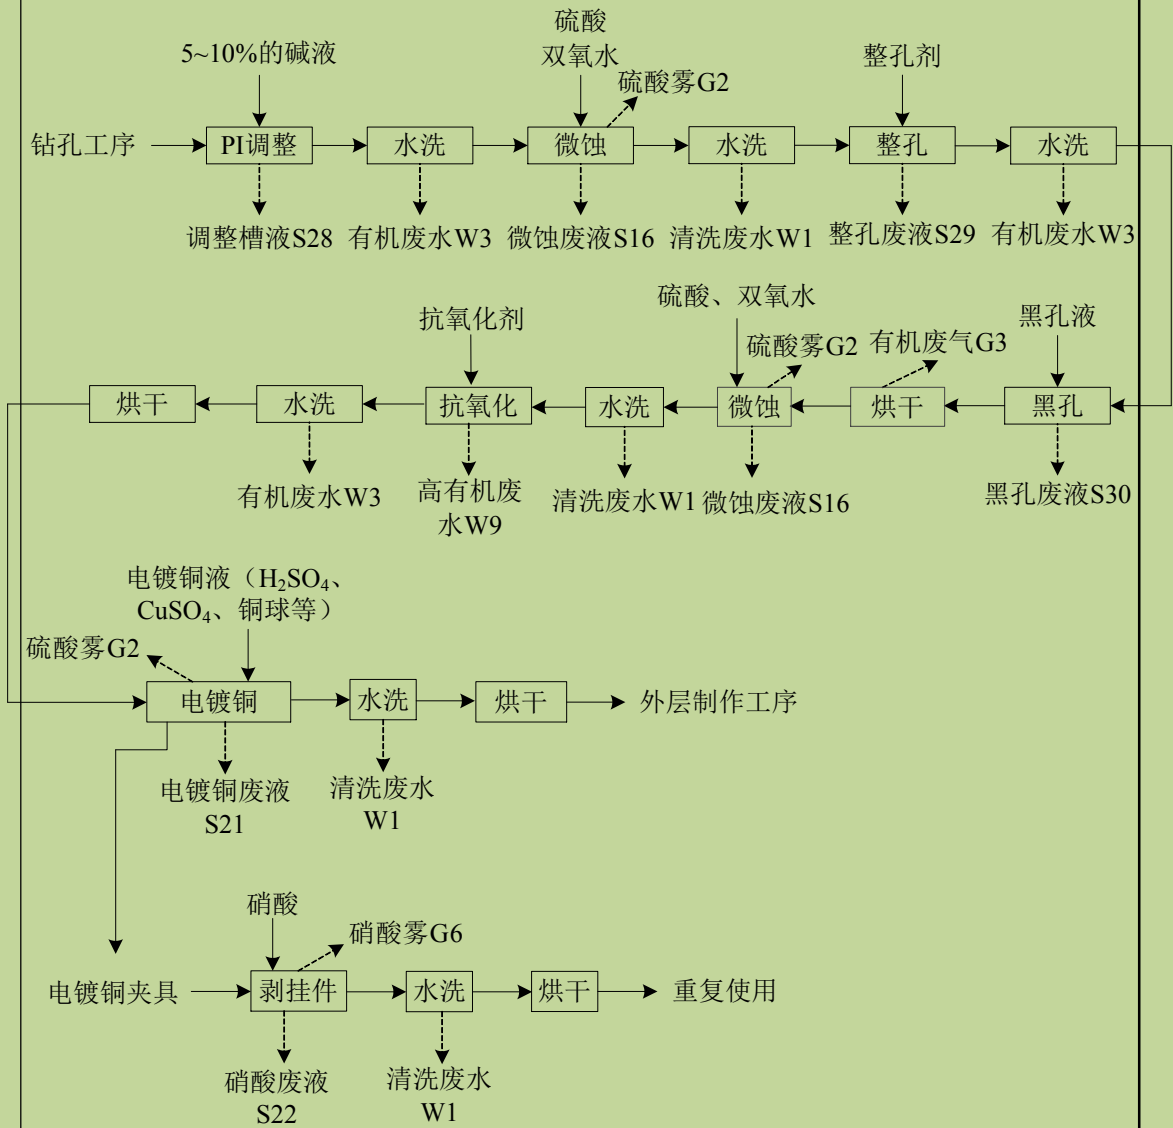 硫酸
双氧水
5~10%的碱液
整孔剂
硫酸雾G2
钻孔工序
PI调整
水洗
微蚀
水洗
整孔
水洗
调整槽液S28
有机废水W3
微蚀废液S16
清洗废水W1
整孔废液S29
有机废水W3
硫酸、双氧水
黑孔液
抗氧化剂
硫酸雾G2
有机废气G3
烘干
水洗
抗氧化
水洗
微蚀
烘干
黑孔
有机废水W3
高有机废
水W9
清洗废水W1
微蚀废液S16
黑孔废液S30
电镀铜液（H₂SO₄、
CuSO₄、铜球等）
硫酸雾G2
电镀铜
水洗
烘干
外层制作工序
电镀铜废液
S21
清洗废水
W1
硝酸
硝酸雾G6
电镀铜夹具
剥挂件
水洗
烘干
重复使用
硝酸废液
S22
清洗废水
W1